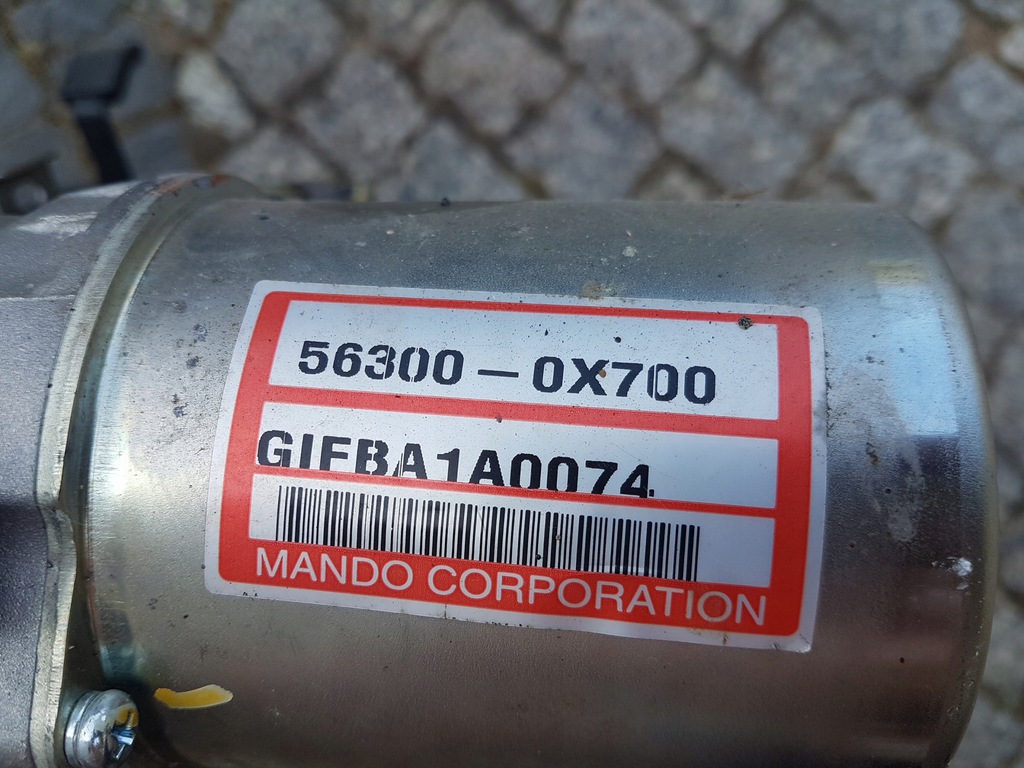 56300-0X700
GIFBA1A0074
MANDO CORPORATION